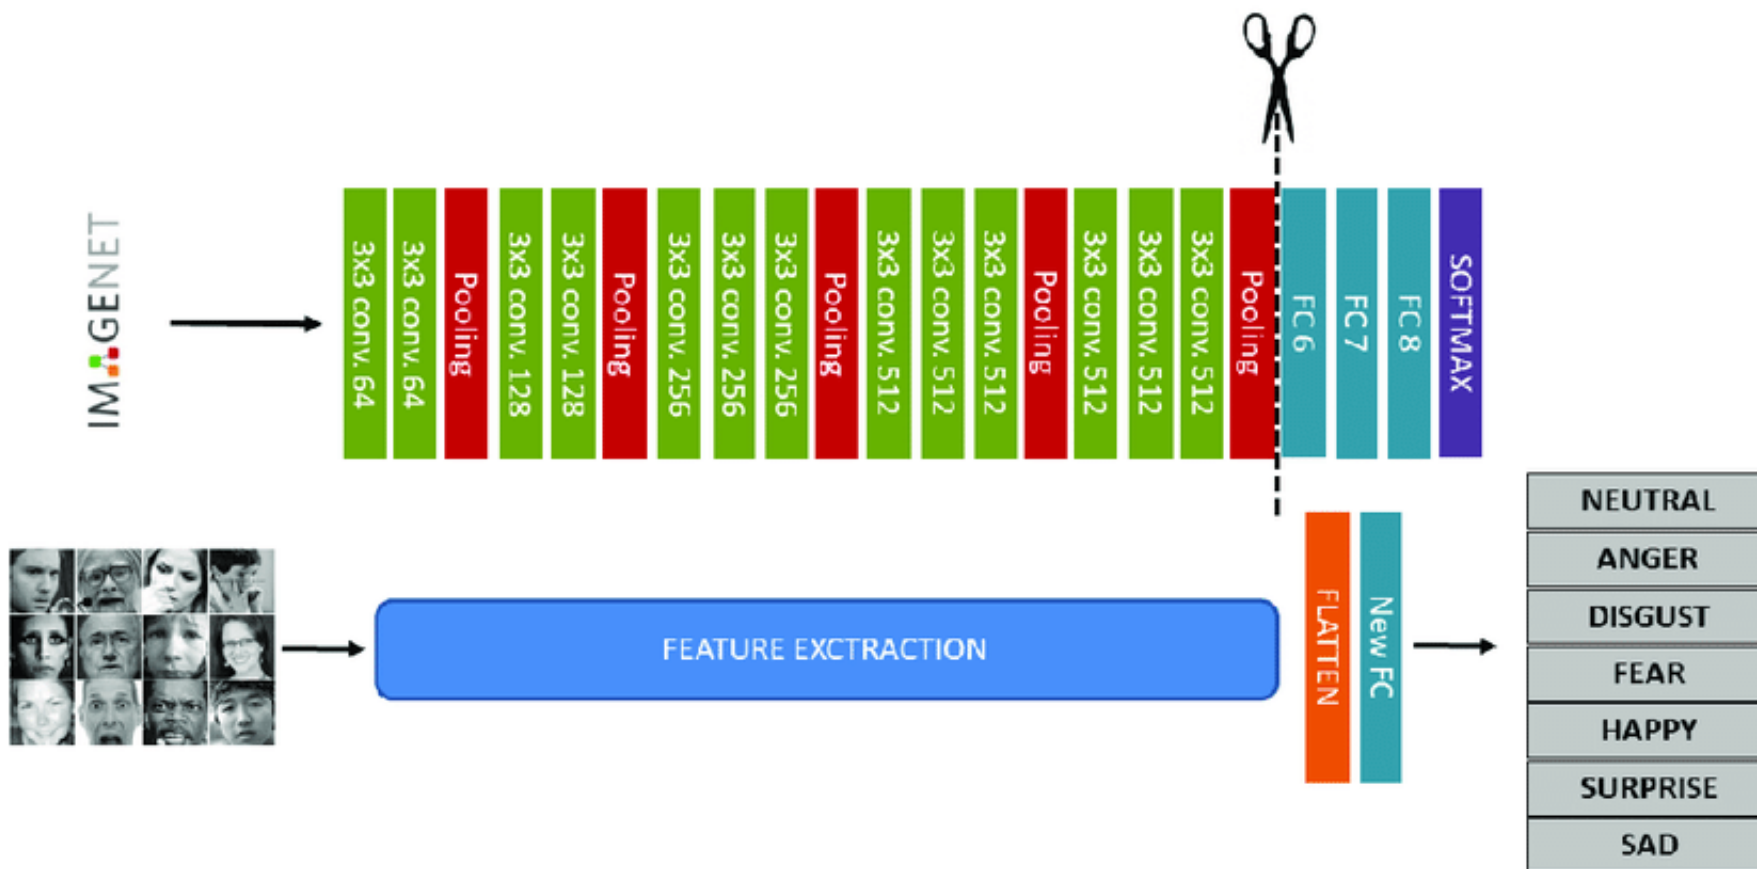 IMAGENET
3x3 conv. 64
3x3 conv. 64
Pooling
3x3 conv. 128
3x3 conv. 128
Pooling
3x3 conv. 256
3x3 conv. 256
3x3 conv. 256
Pooling
3x3 conv. 512
3x3 conv. 512
3x3 conv. 512
Pooling
3x3 conv. 512
3x3 conv. 512
3x3 conv. 512
Pooling
FC 6
FC 7
FC 8
SOFTMAX
FEATURE EXCTRACTION
FLATTEN
New FC
NEUTRAL
ANGER
DISGUST
FEAR
HAPPY
SURPRISE
SAD